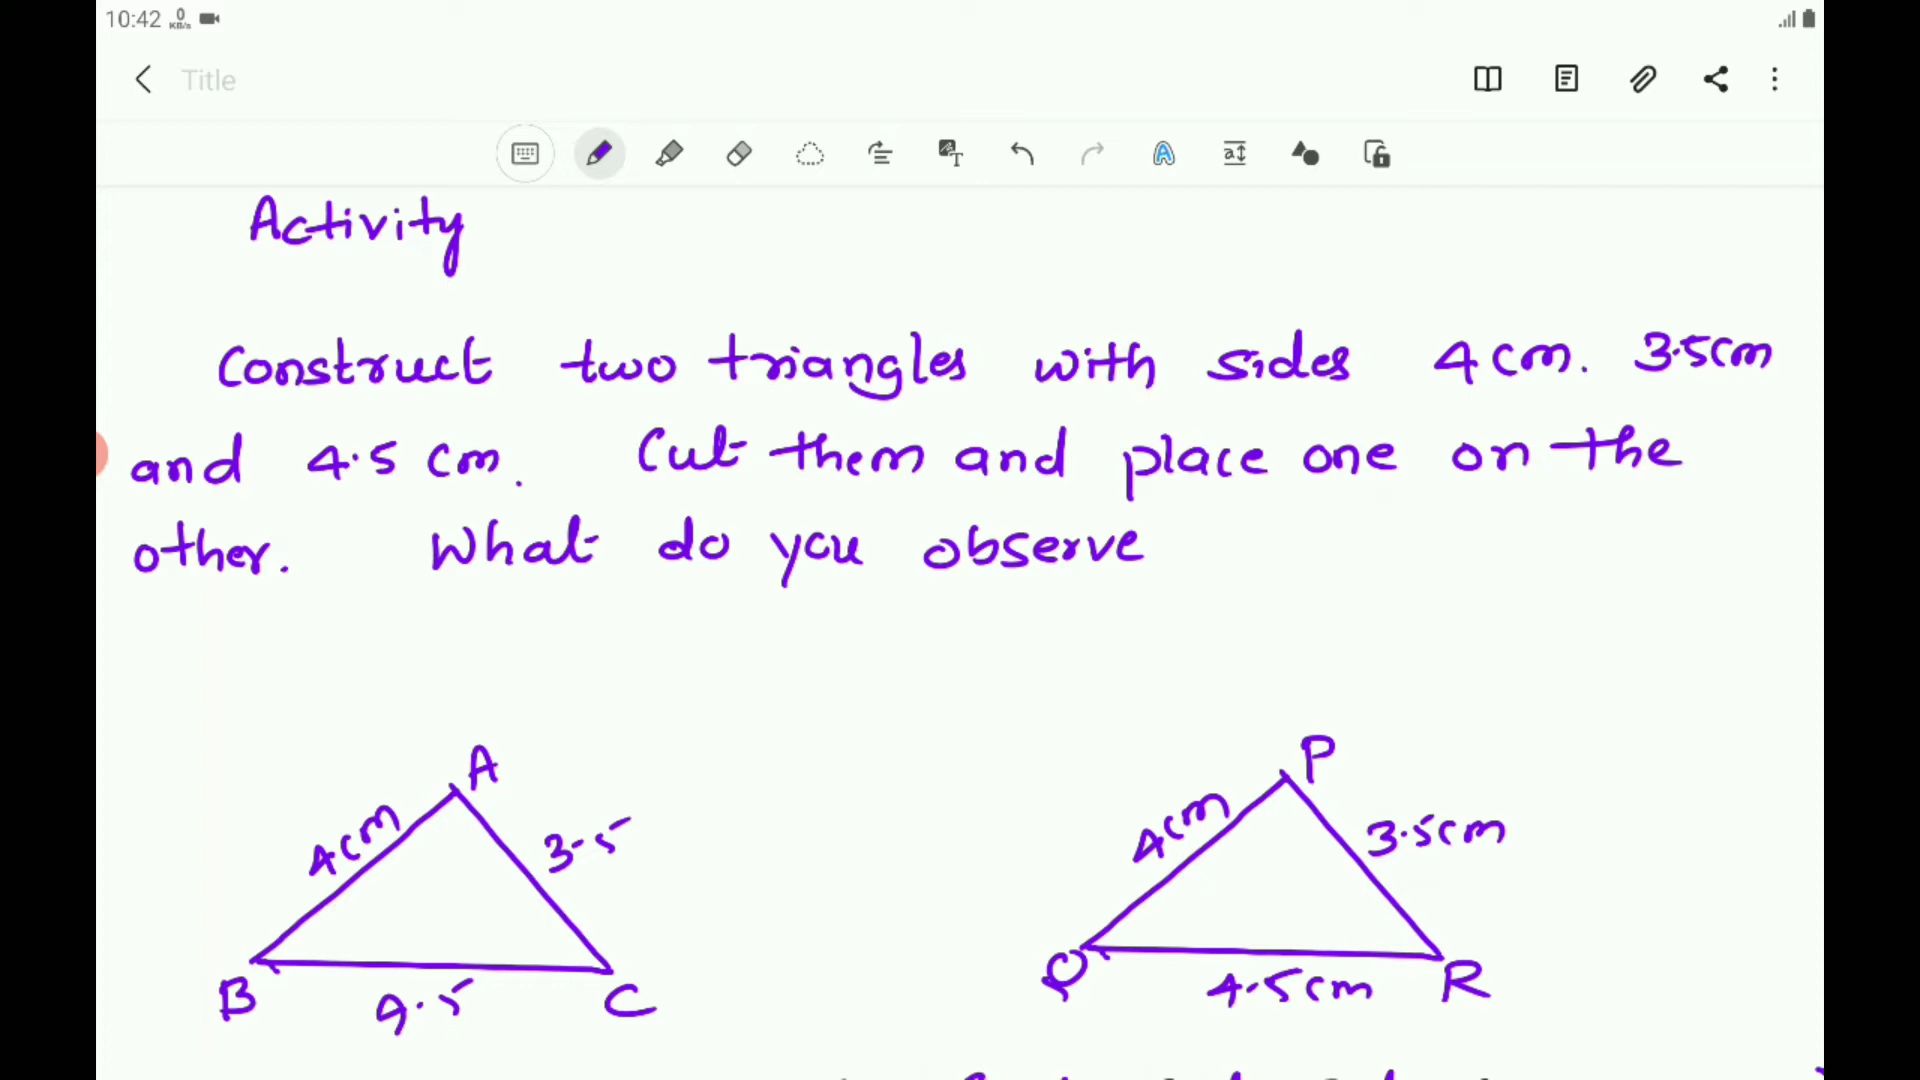 10:42 0 KB/s
Title
Activity
Construct two triangles with sides 4cm. 3.5cm
and 4.5 cm. Cut them and place one on the
other. What do you observe
A
4cm
3.5
B
4.5
C
P
4cm
3.5cm
Q
4.5cm
R